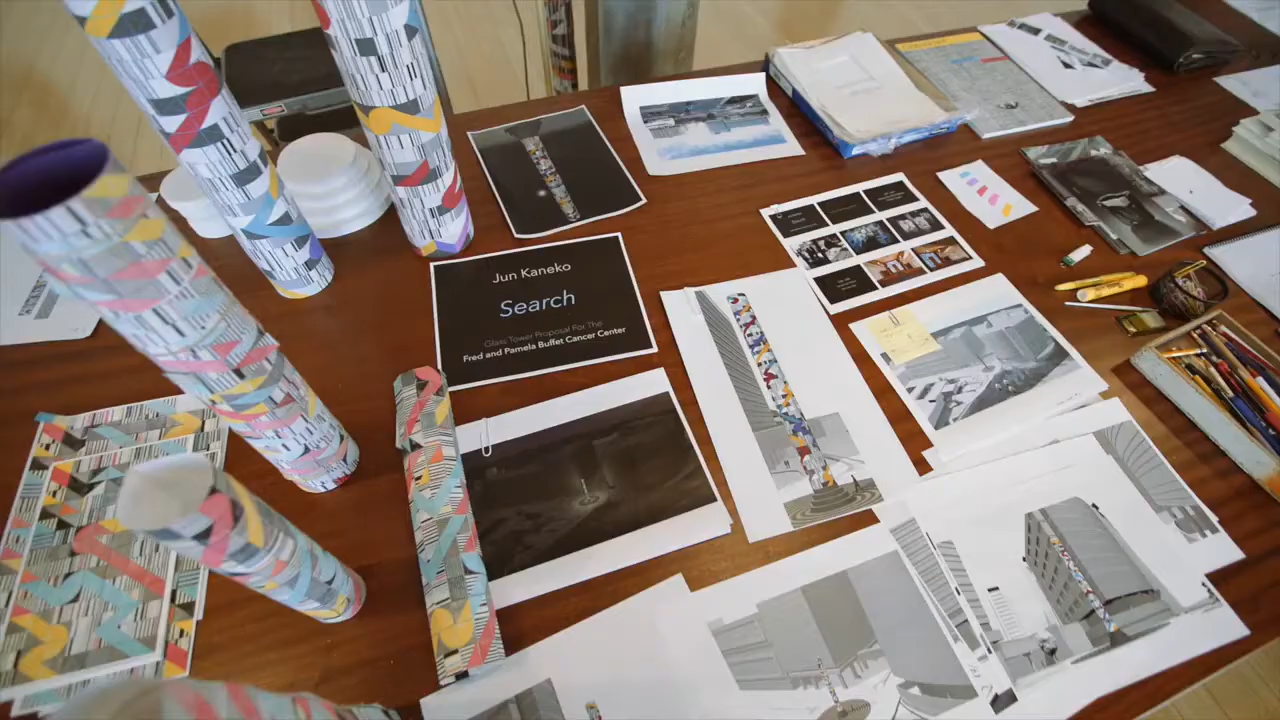 Jun Kaneko
Search
Glass Tower Proposal For The
Fred and Pamela Buffet Cancer Center